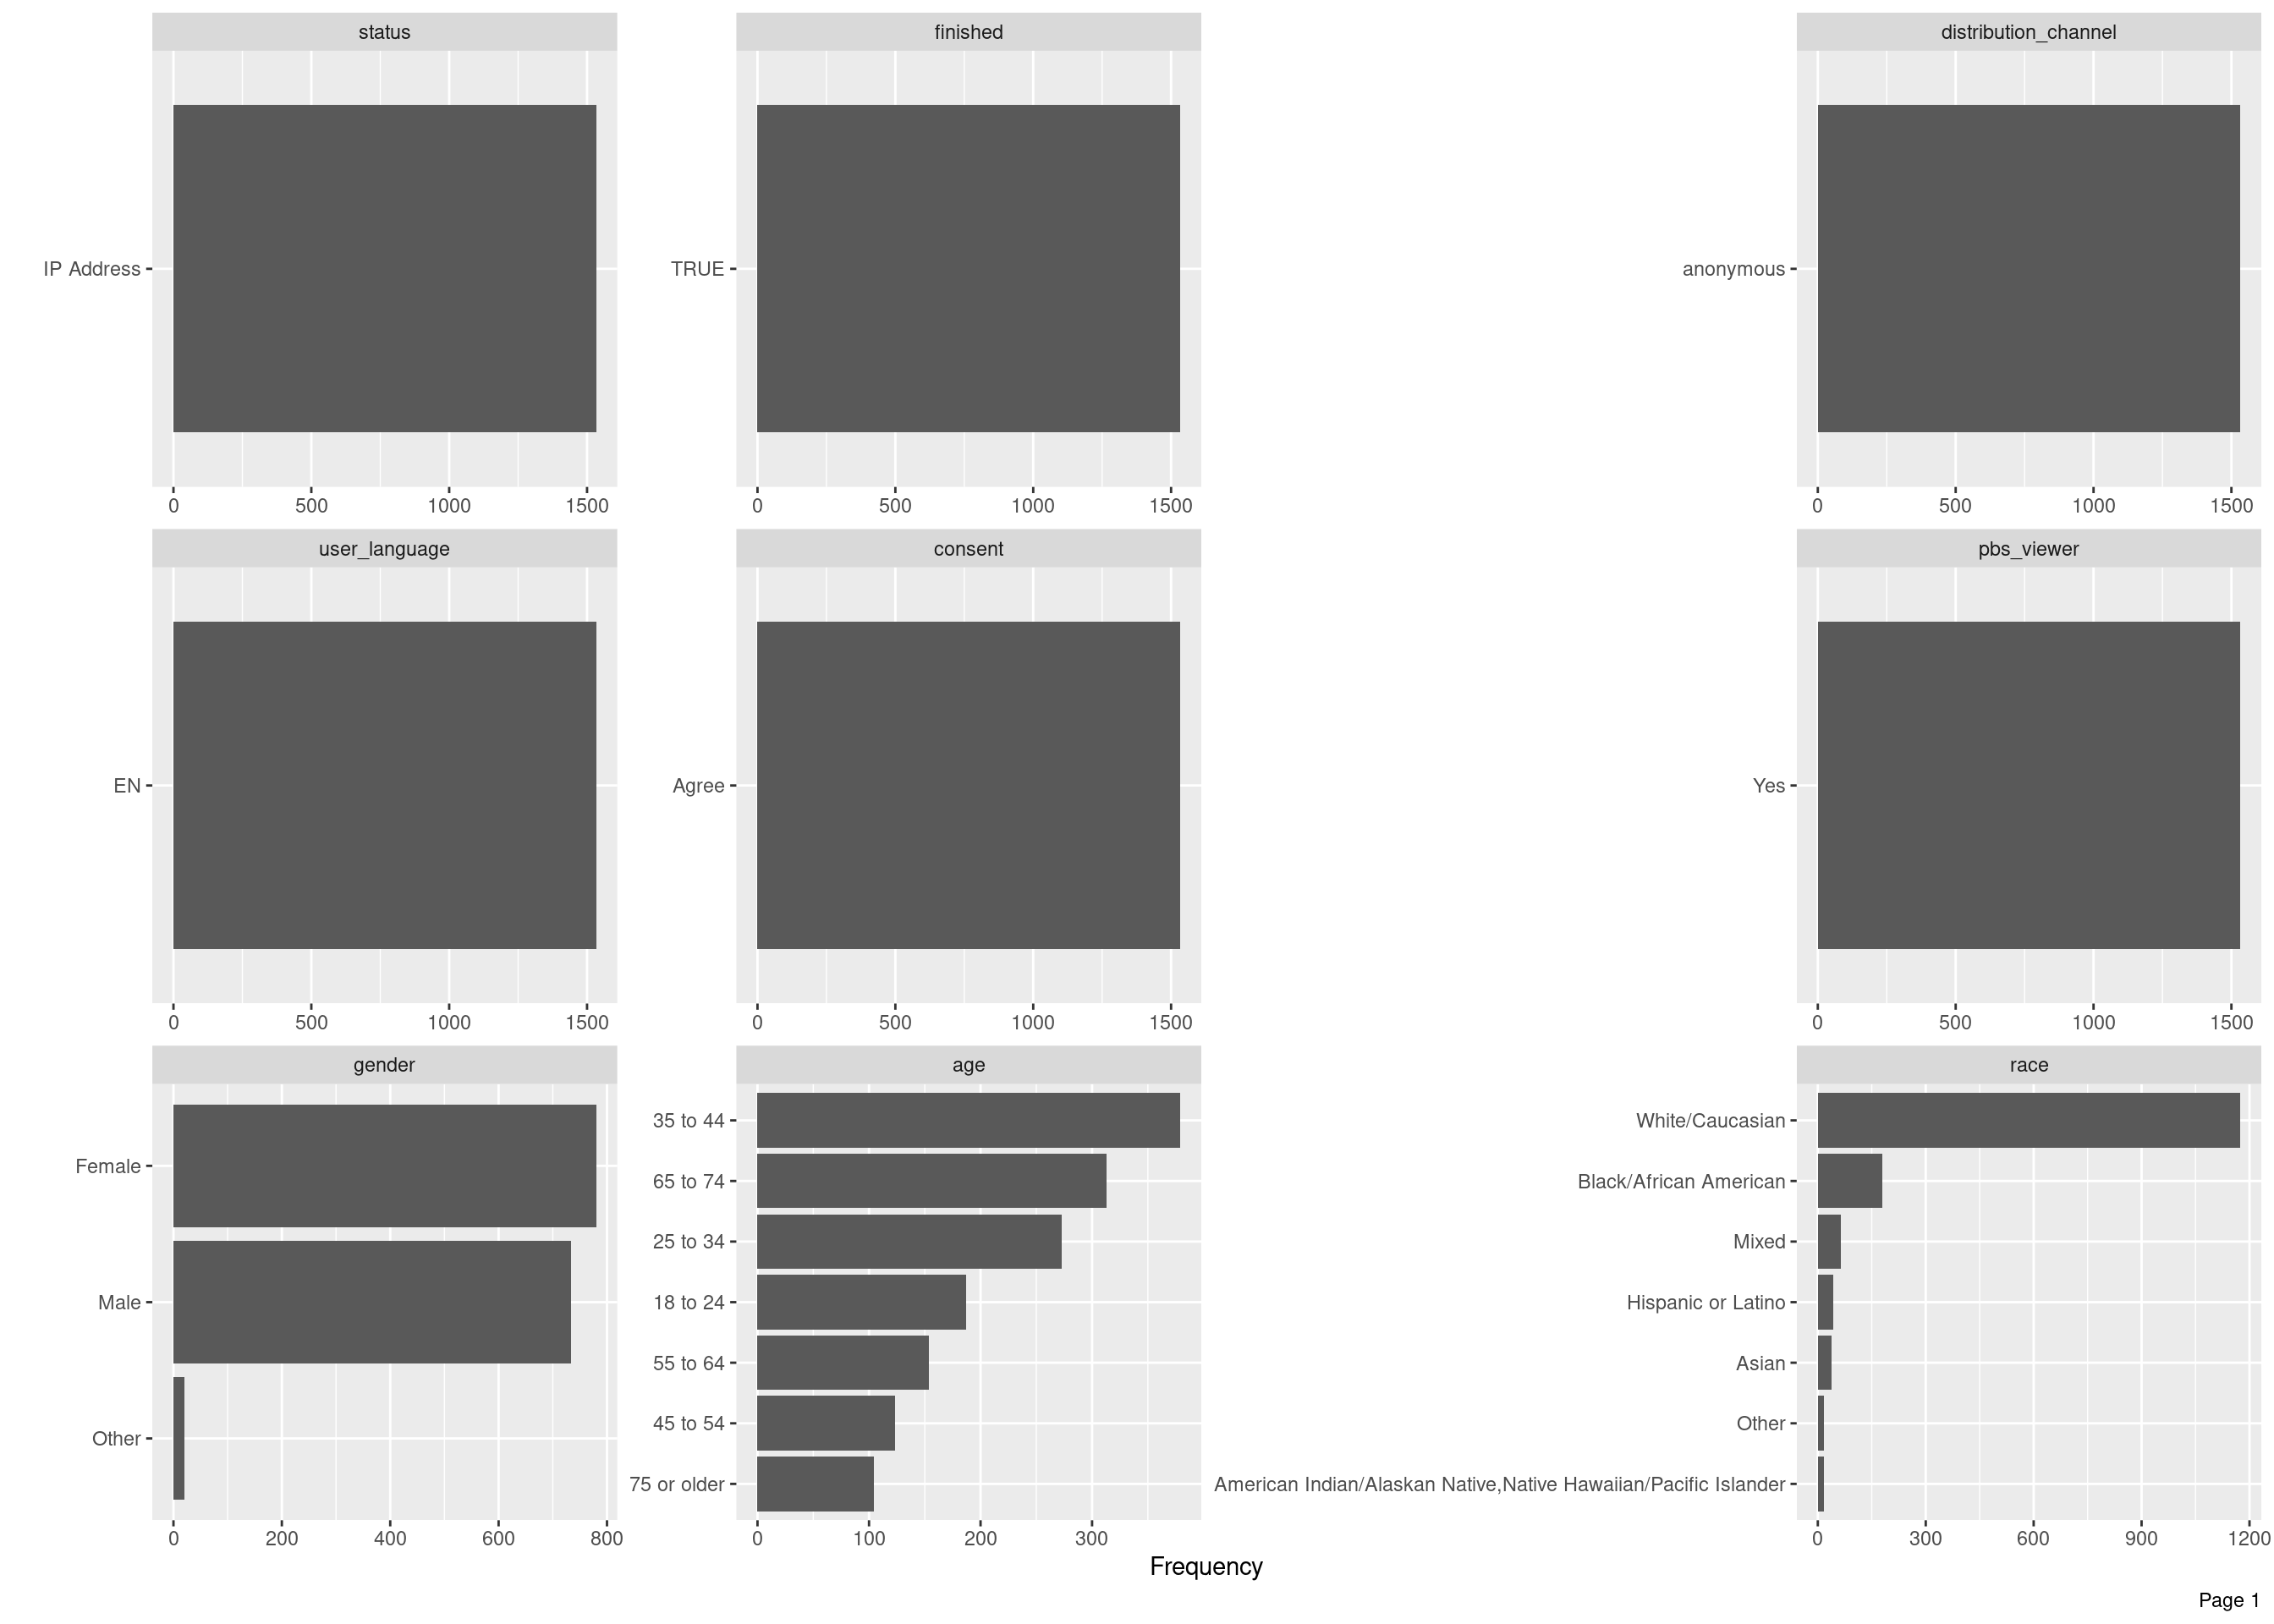 status
finished
distribution_channel
IP Address
TRUE
anonymous
0 500 1000 1500
0 500 1000 1500
0 500 1000 1500
user_language
consent
pbs_viewer
EN
Agree
Yes
0 500 1000 1500
0 500 1000 1500
0 500 1000 1500
gender
Female
Male
Other
0 200 400 600 800
age
35 to 44
65 to 74
25 to 34
18 to 24
55 to 64
45 to 54
75 or older
0 100 200 300
race
White/Caucasian
Black/African American
Mixed
Hispanic or Latino
Asian
Other
American Indian/Alaskan Native,Native Hawaiian/Pacific Islander
0 300 600 900 1200
Frequency
Page 1